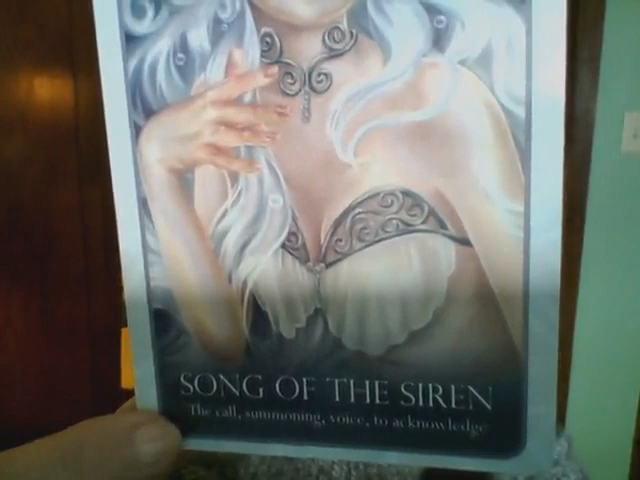 SONG OF THE SIREN
The call, summoning, voice, to acknowledge